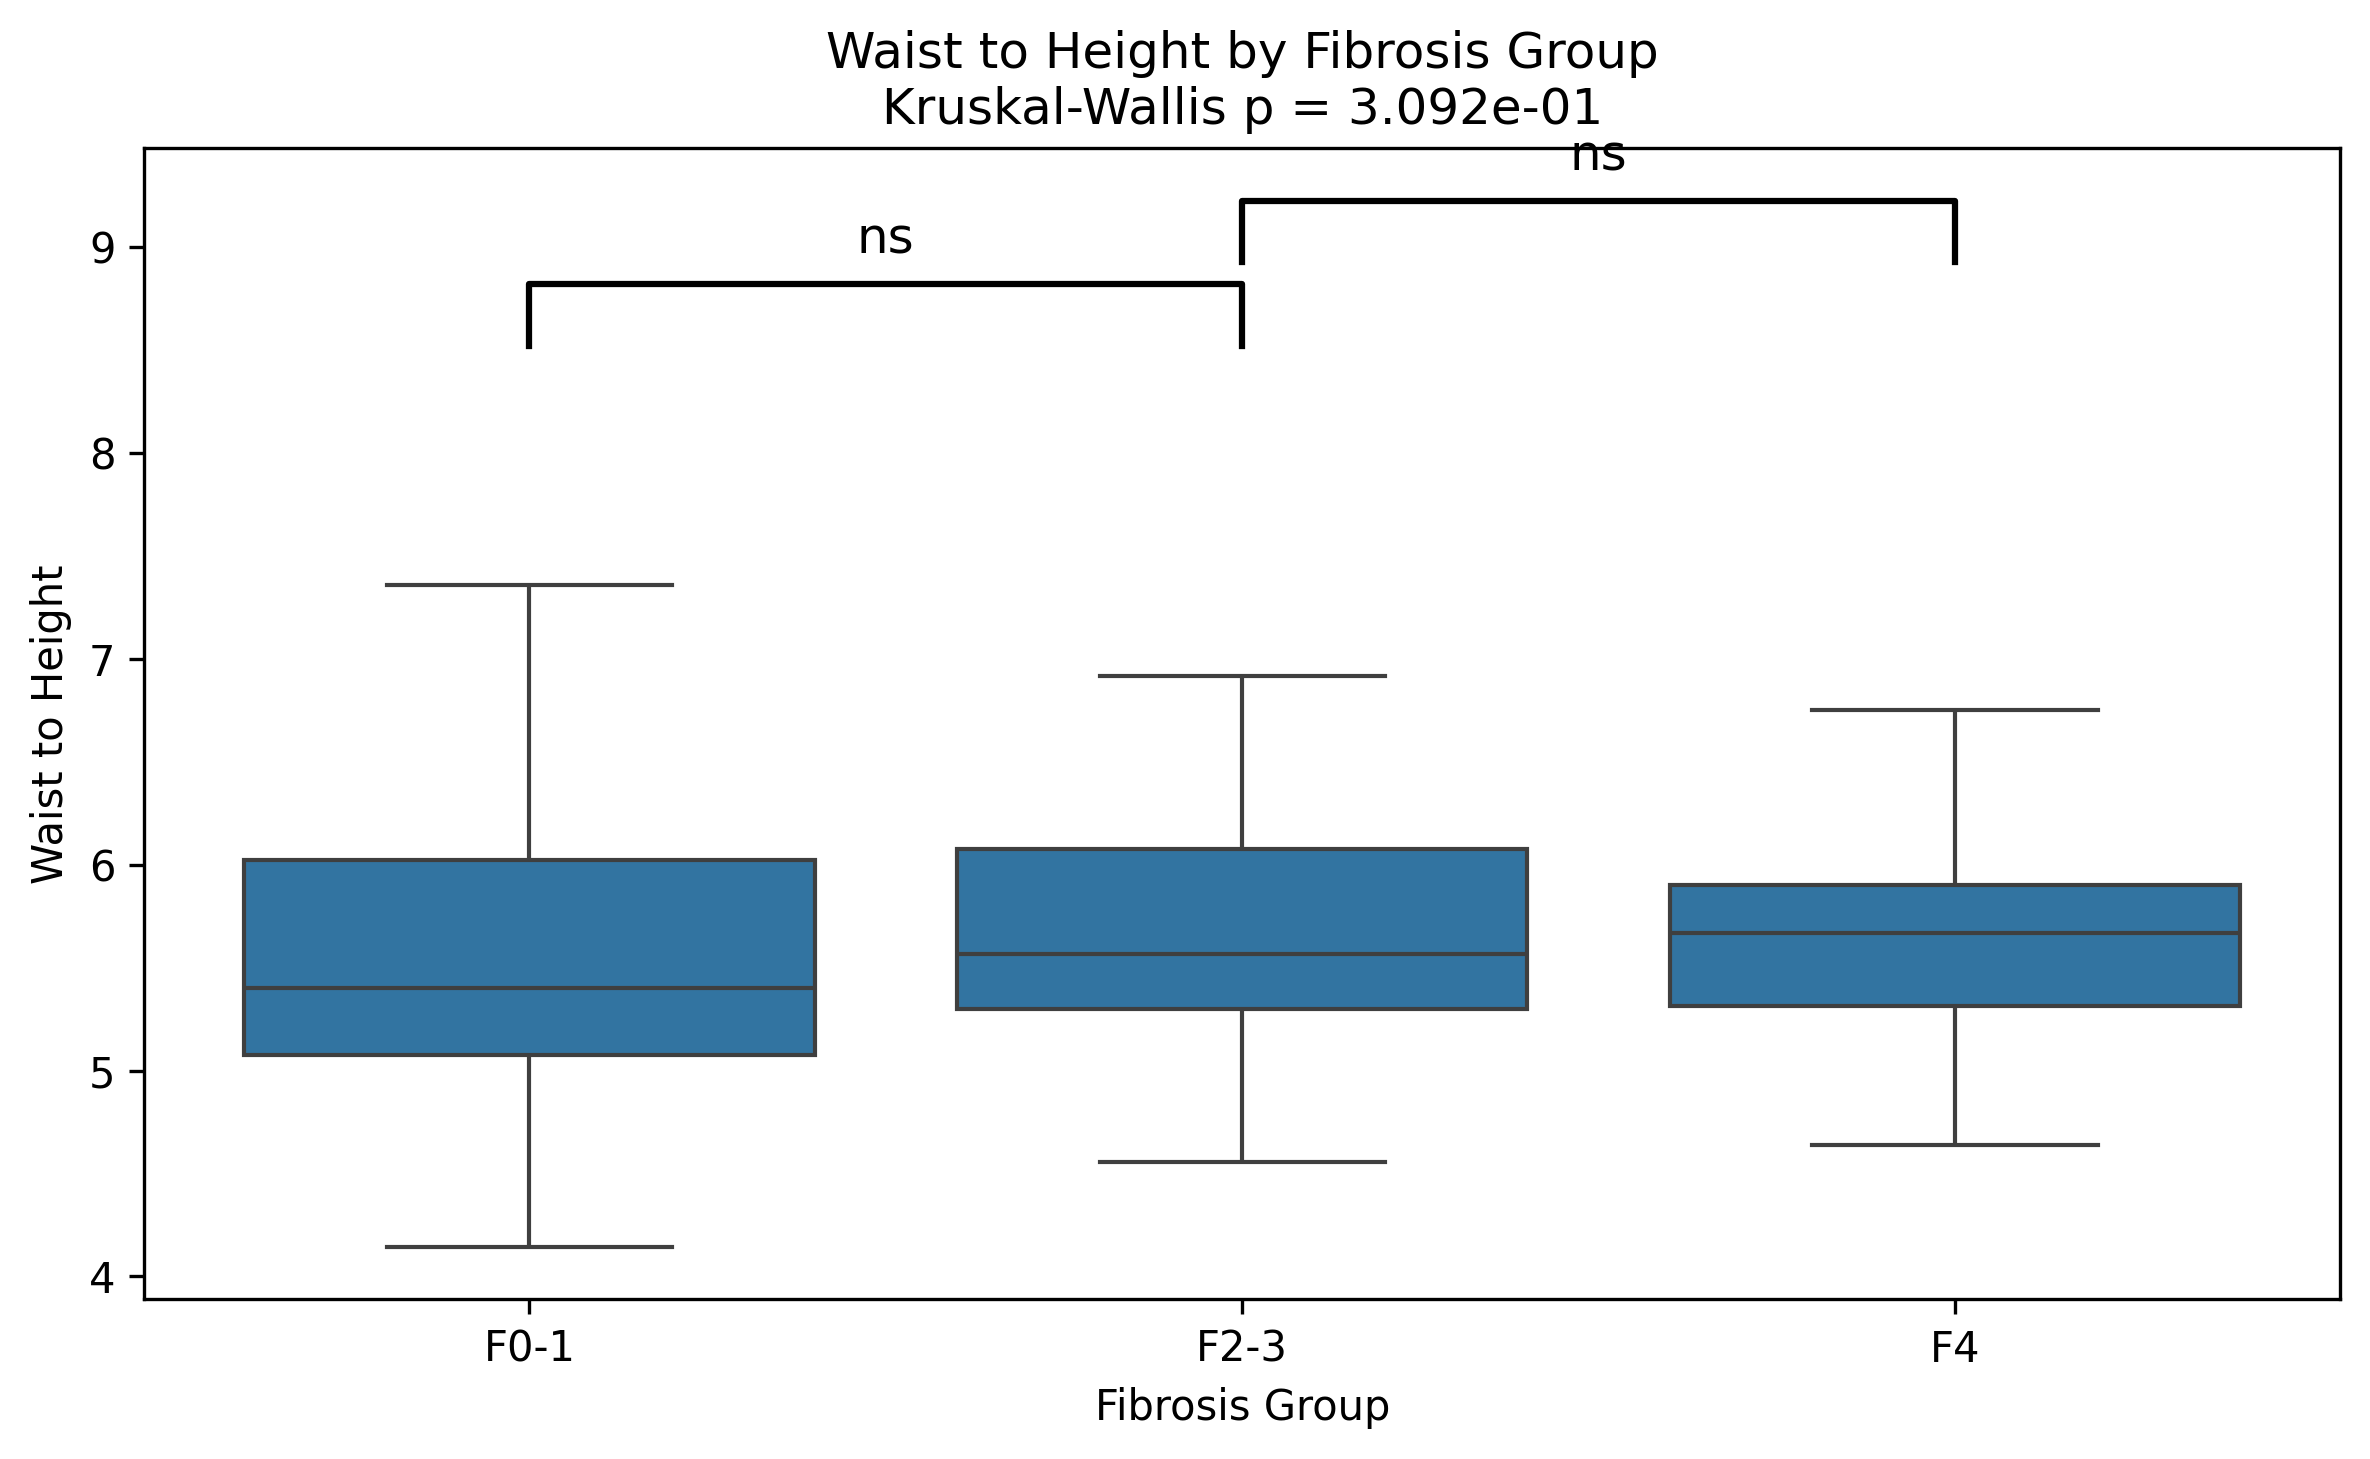 Waist to Height by Fibrosis Group
Kruskal-Wallis p = 3.092e-01
ns
ns
9
8
7
6
5
4
Waist to Height
F0-1
F2-3
F4
Fibrosis Group